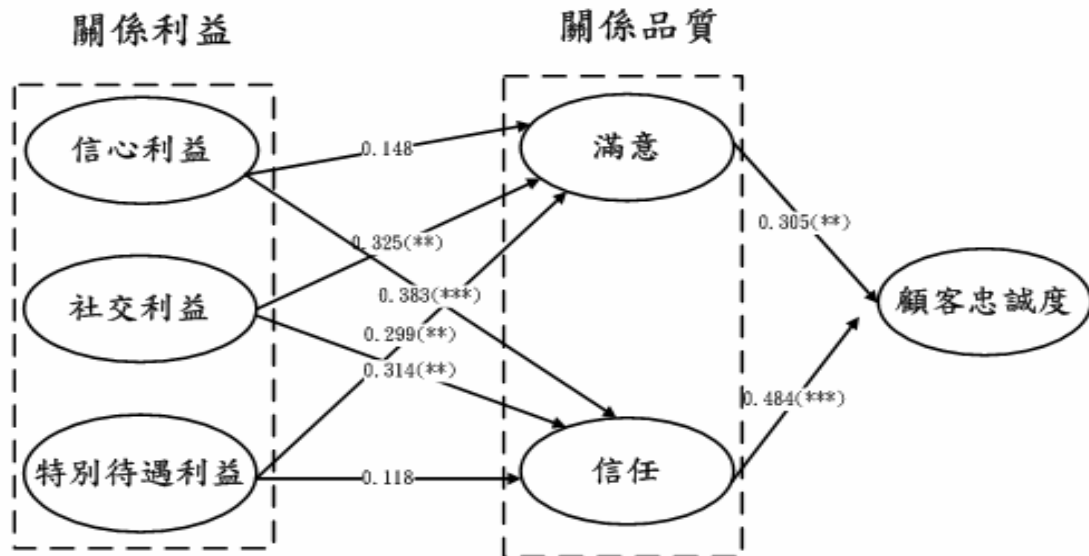 關係利益
關係品質
信心利益
滿意
0.148
0.305(**)
0.325(**)
社交利益
顧客忠誠度
0.383(***)
0.299(**)
0.314(**)
0.484(***)
特別待遇利益
信任
0.118